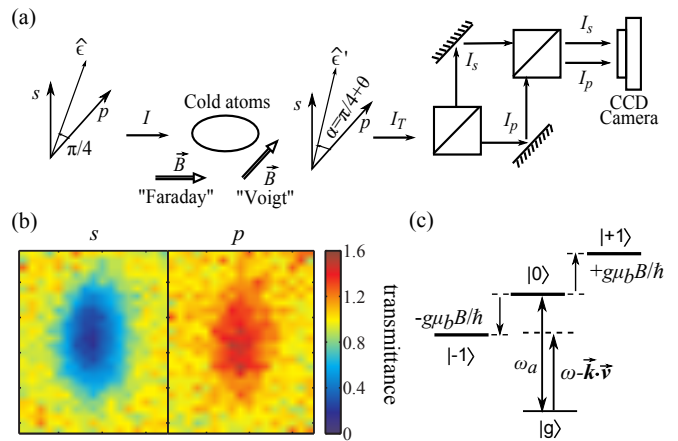 (a)
ε̂
s
p
π/4
I
Cold atoms
B⃗
"Faraday"
B⃗
"Voigt"
ε̂'
s
α=π/4+θ
p
I_T
I_s
I_p
I_s
I_p
CCD
Camera
(b)
s
p
1.6
1.2
0.8
0.4
0
transmittance
(c)
|+1⟩
|0⟩
+gμ_bB/ħ
-gμ_bB/ħ
|-1⟩
ω_a
ω-k⃗·v⃗
|g⟩